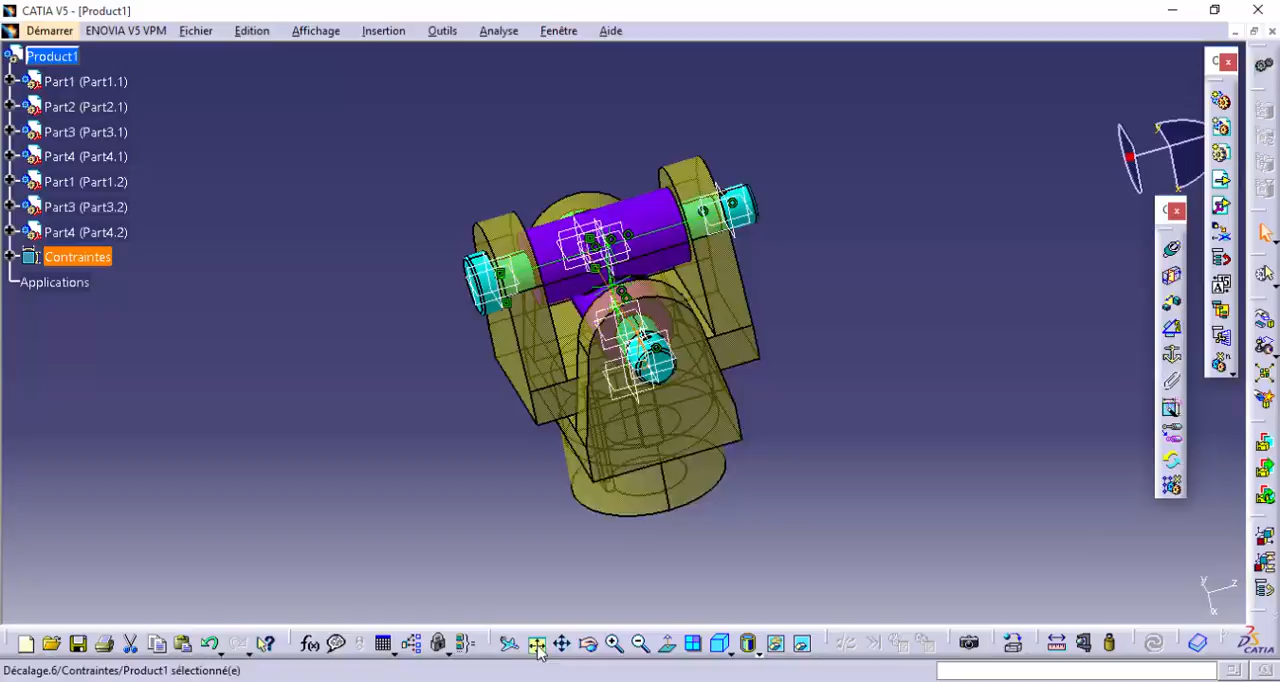 CATIA V5 - [Product1]
Démarrer ENOVIA V5 VPM Fichier Edition Affichage Insertion Outils Analyse Fenêtre Aide
Product1
Part1 (Part1.1)
Part2 (Part2.1)
Part3 (Part3.1)
Part4 (Part4.1)
Part1 (Part1.2)
Part3 (Part3.2)
Part4 (Part4.2)
Contraintes
Applications
y z
x
f(x)
CATIA
Décalage.6/Contraintes/Product1 sélectionné(e)